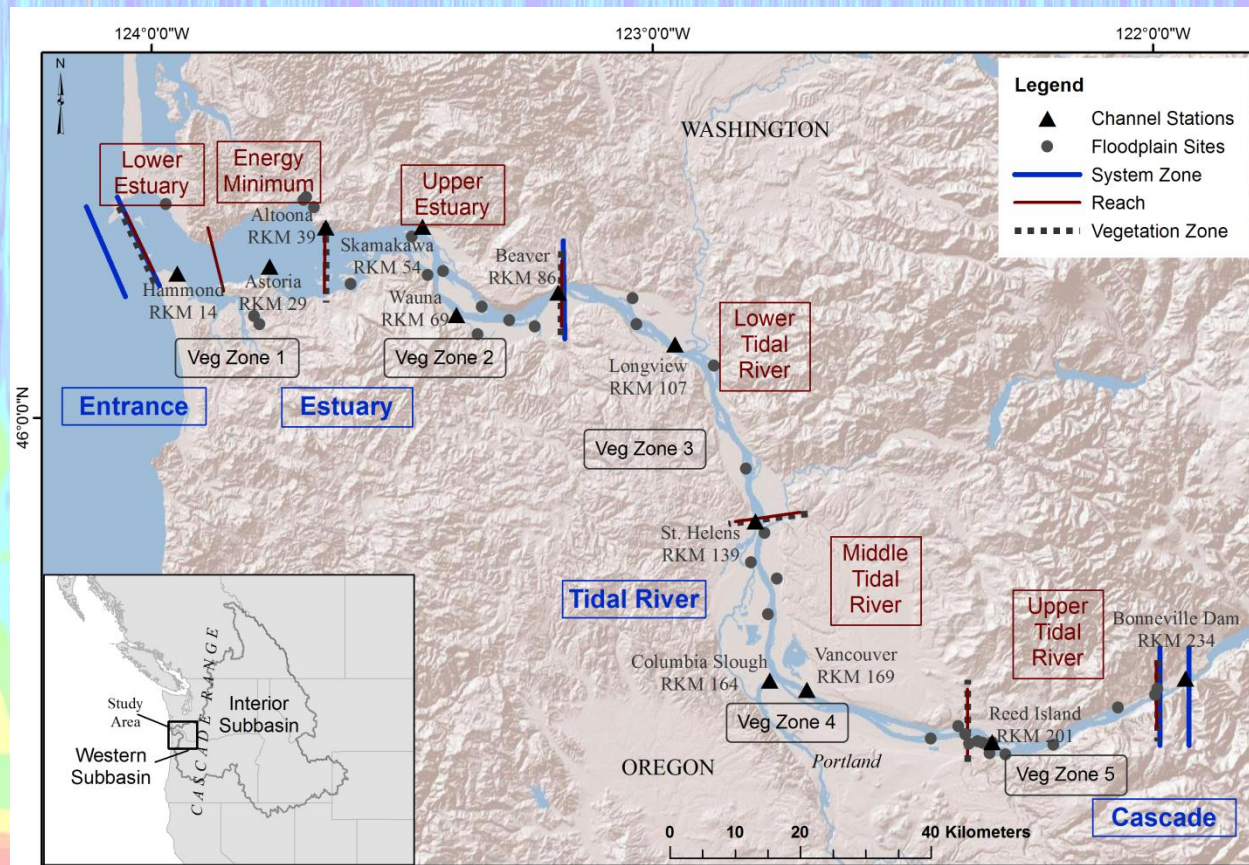 124°0'0"W
123°0'0"W
122°0'0"W
46°0'0"N
N
Legend
Channel Stations
Floodplain Sites
System Zone
Reach
Vegetation Zone
WASHINGTON
Lower
Estuary
Energy
Minimum
Upper
Estuary
Altoona
RKM 39
Skamakawa
RKM 54
Beaver
RKM 86
Hammond
RKM 14
Astoria
RKM 29
Wauna
RKM 69
Veg Zone 1
Veg Zone 2
Longview
RKM 107
Lower
Tidal
River
Entrance
Estuary
Veg Zone 3
St. Helens
RKM 139
Middle
Tidal
River
Tidal River
Upper
Tidal
River
Bonneville Dam
RKM 234
Columbia Slough
RKM 164
Vancouver
RKM 169
Veg Zone 4
Reed Island
RKM 201
Veg Zone 5
Portland
OREGON
Cascade
0 10 20 40 Kilometers
CASCADE RANGE
Interior
Subbasin
Study
Area
Western
Subbasin